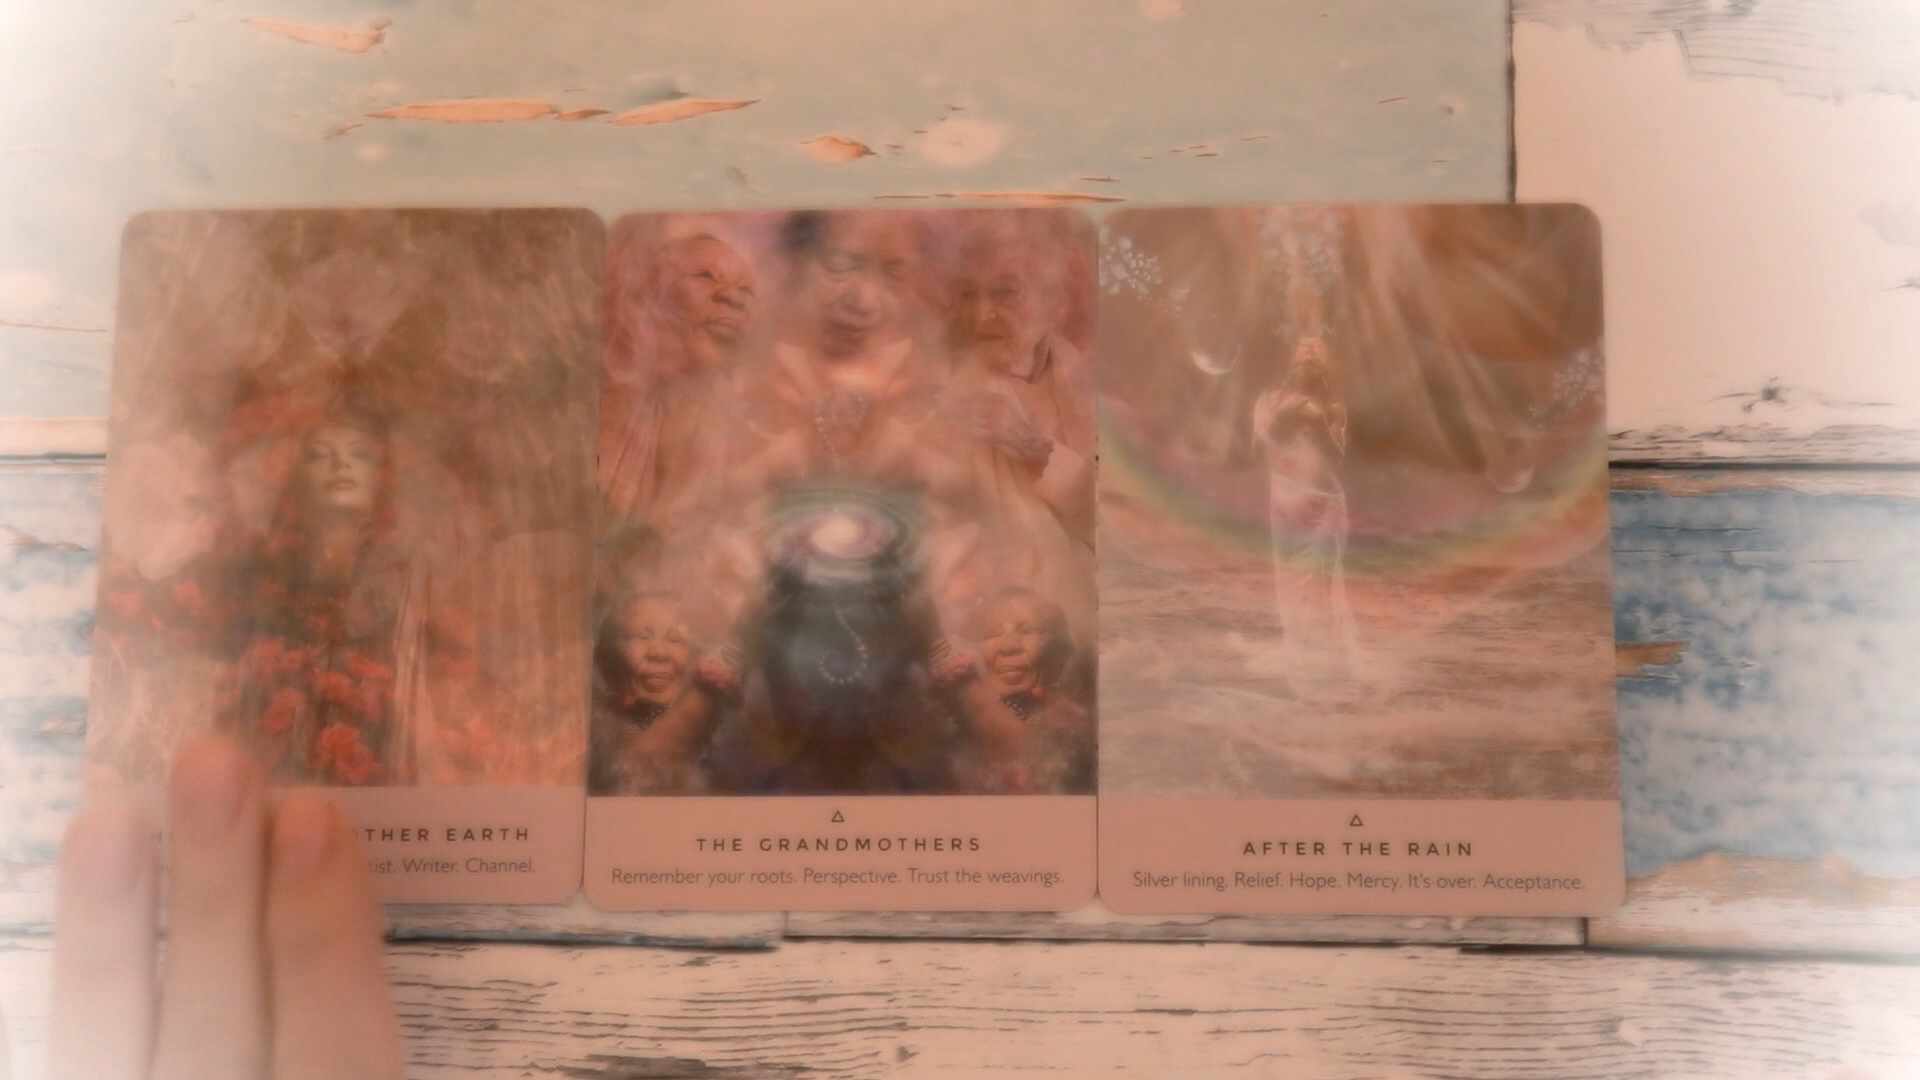 OTHER EARTH
ist. Writer. Channel.
THE GRANDMOTHERS
Remember your roots. Perspective. Trust the weavings.
AFTER THE RAIN
Silver lining. Relief. Hope. Mercy. It's over. Acceptance.